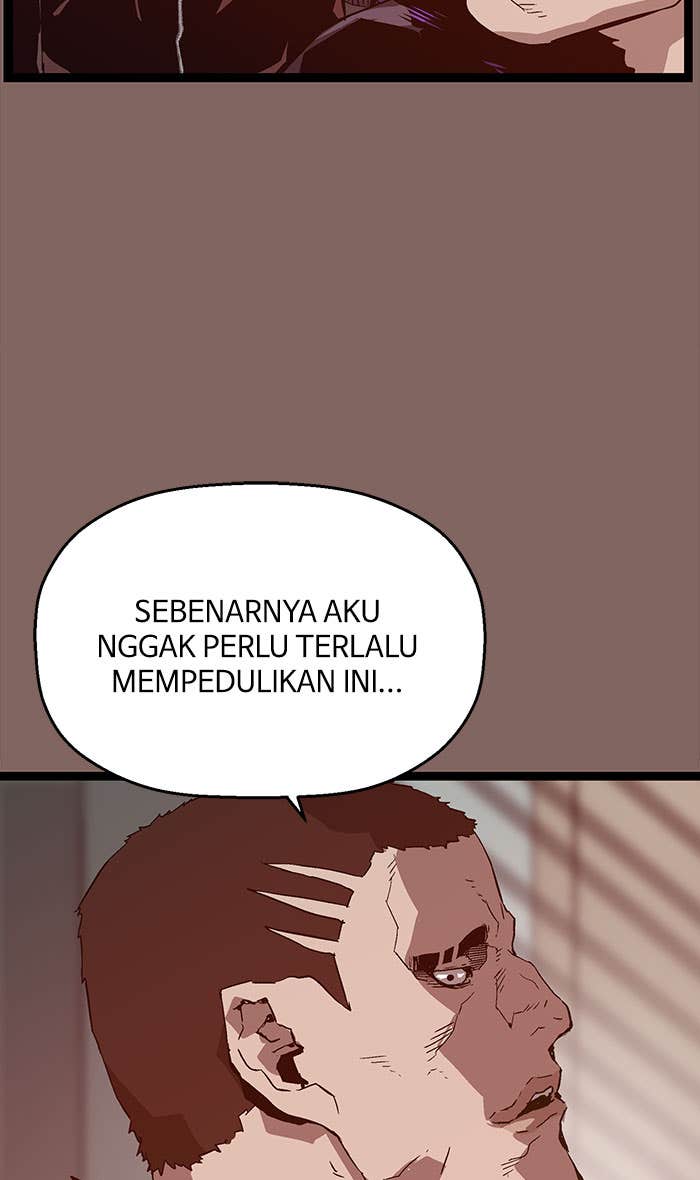 SEBENARNYA AKU
NGGAK PERLU TERLALU
MEMPEDULIKAN INI...